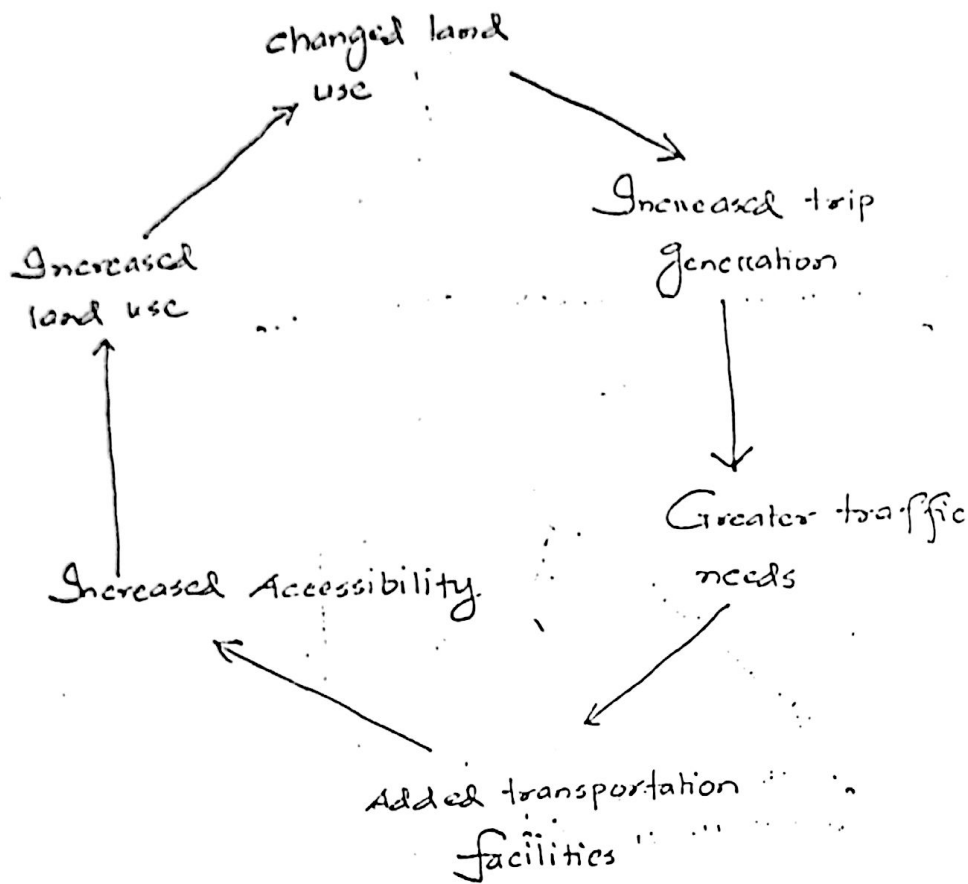 changed land
use
Increased trip
generation
Greater traffic
needs
Added transportation
facilities
Increased Accessibility.
Increased
land use